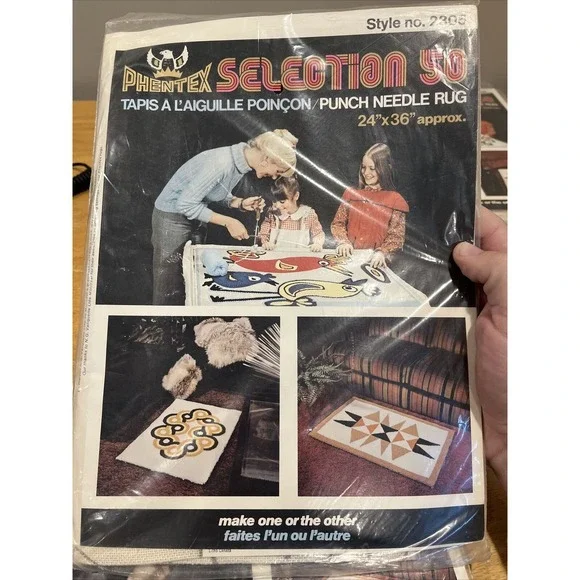 Style no. 2306
PHENTEX SELECTION 50
TAPIS A L'AIGUILLE POINÇON/PUNCH NEEDLE RUG
24"x36" approx.
make one or the other
faites l'un ou l'autre